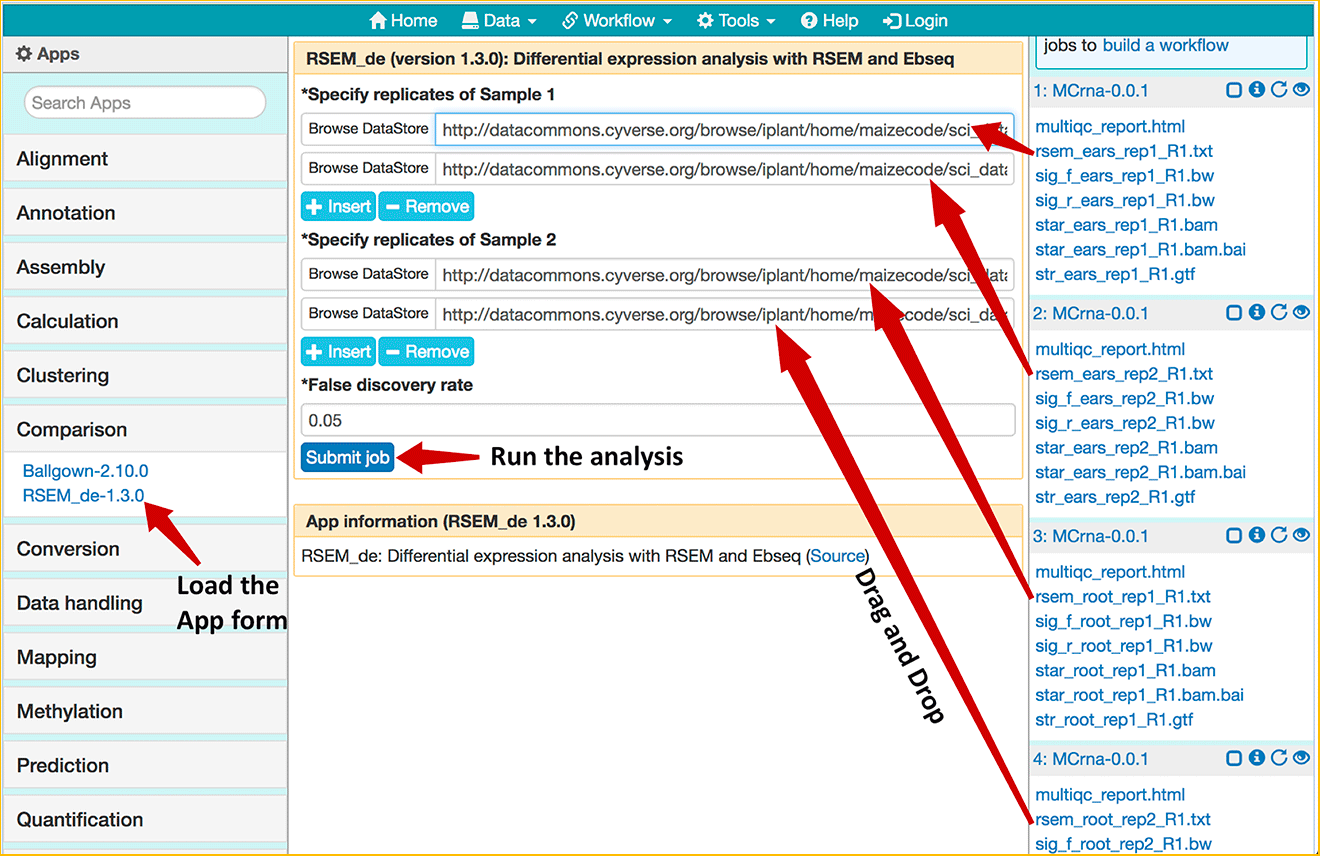 Home Data Workflow Tools Help Login
Apps
Search Apps
Alignment
Annotation
Assembly
Calculation
Clustering
Comparison
Ballgown-2.10.0
RSEM_de-1.3.0
Load the
App form
Conversion
Data handling
Mapping
Methylation
Prediction
Quantification
RSEM_de (version 1.3.0): Differential expression analysis with RSEM and Ebseq
*Specify replicates of Sample 1
Browse DataStore http://datacommons.cyverse.org/browse/iplant/home/maizecode/sci_data
Browse DataStore http://datacommons.cyverse.org/browse/iplant/home/maizecode/sci_data
+ Insert − Remove
*Specify replicates of Sample 2
Browse DataStore http://datacommons.cyverse.org/browse/iplant/home/maizecode/sci_data
Browse DataStore http://datacommons.cyverse.org/browse/iplant/home/maizecode/sci_data
+ Insert − Remove
*False discovery rate
0.05
Submit job
Run the analysis
App information (RSEM_de 1.3.0)
RSEM_de: Differential expression analysis with RSEM and Ebseq (Source)
Drag and Drop
jobs to build a workflow
1: MCrna-0.0.1
multiqc_report.html
rsem_ears_rep1_R1.txt
sig_f_ears_rep1_R1.bw
sig_r_ears_rep1_R1.bw
star_ears_rep1_R1.bam
star_ears_rep1_R1.bam.bai
str_ears_rep1_R1.gtf
2: MCrna-0.0.1
multiqc_report.html
rsem_ears_rep2_R1.txt
sig_f_ears_rep2_R1.bw
sig_r_ears_rep2_R1.bw
star_ears_rep2_R1.bam
star_ears_rep2_R1.bam.bai
str_ears_rep2_R1.gtf
3: MCrna-0.0.1
multiqc_report.html
rsem_root_rep1_R1.txt
sig_f_root_rep1_R1.bw
sig_r_root_rep1_R1.bw
star_root_rep1_R1.bam
star_root_rep1_R1.bam.bai
str_root_rep1_R1.gtf
4: MCrna-0.0.1
multiqc_report.html
rsem_root_rep2_R1.txt
sig_f_root_rep2_R1.bw